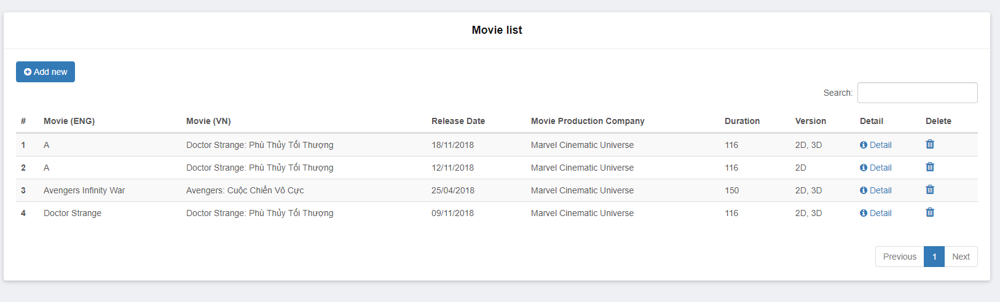 Movie list
Add new
Search:
# Movie (ENG) Movie (VN) Release Date Movie Production Company Duration Version Detail Delete
1 A Doctor Strange: Phù Thủy Tối Thượng 18/11/2018 Marvel Cinematic Universe 116 2D, 3D Detail
2 A Doctor Strange: Phù Thủy Tối Thượng 12/11/2018 Marvel Cinematic Universe 116 2D Detail
3 Avengers Infinity War Avengers: Cuộc Chiến Vô Cực 25/04/2018 Marvel Cinematic Universe 150 2D, 3D Detail
4 Doctor Strange Doctor Strange: Phù Thủy Tối Thượng 09/11/2018 Marvel Cinematic Universe 116 2D, 3D Detail
Previous 1 Next